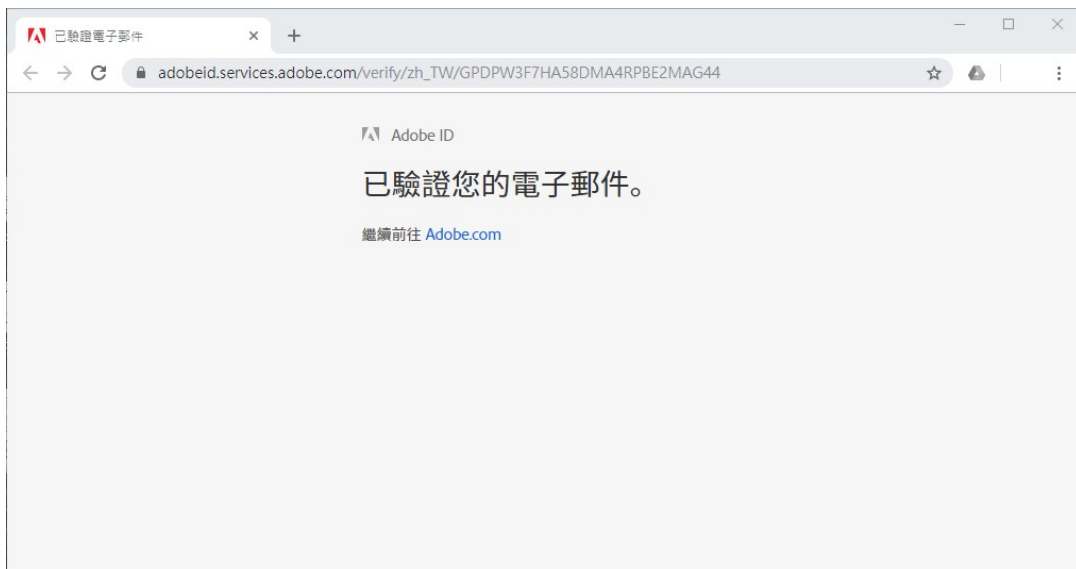 已驗證電子郵件
adobeid.services.adobe.com/verify/zh_TW/GPDPW3F7HA58DMA4RPBE2MAG44
Adobe ID
已驗證您的電子郵件。
繼續前往 Adobe.com